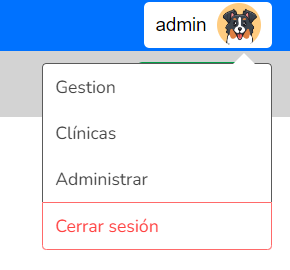 admin
Gestion
Clínicas
Administrar
Cerrar sesión